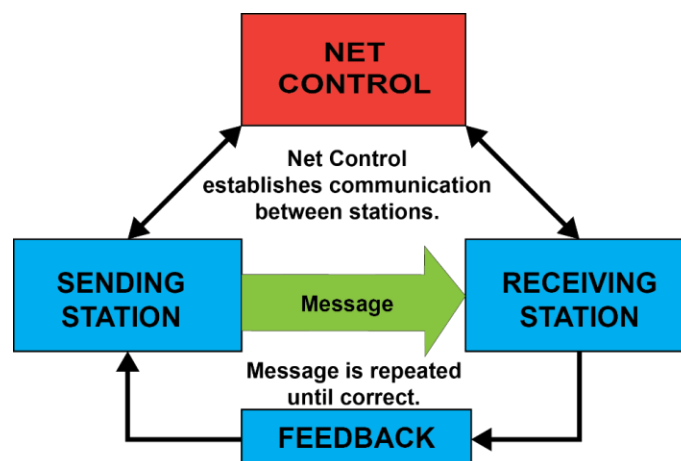 NET
CONTROL
Net Control
establishes communication
between stations.
SENDING
STATION
Message
RECEIVING
STATION
Message is repeated
until correct.
FEEDBACK